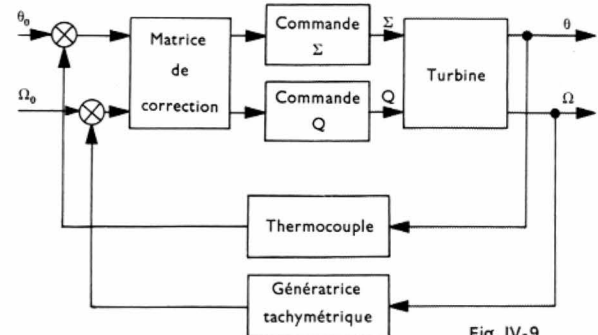 θ₀
Matrice
de
correction
Commande
Σ
Σ
Turbine
θ
Ω₀
Commande
Q
Q
Ω
Thermocouple
Génératrice
tachymétrique
Fig. IV-9